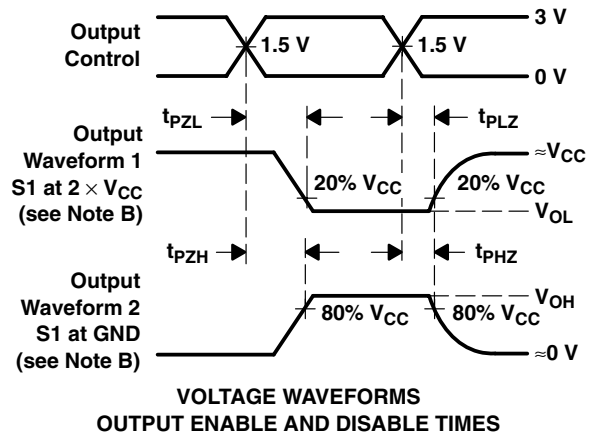 Output
Control
1.5 V
1.5 V
3 V
0 V
tPZL
tPLZ
Output
Waveform 1
S1 at 2 × VCC
(see Note B)
20% VCC
20% VCC
≈VCC
VOL
tPZH
tPHZ
Output
Waveform 2
S1 at GND
(see Note B)
80% VCC
80% VCC
VOH
≈0 V
VOLTAGE WAVEFORMS
OUTPUT ENABLE AND DISABLE TIMES